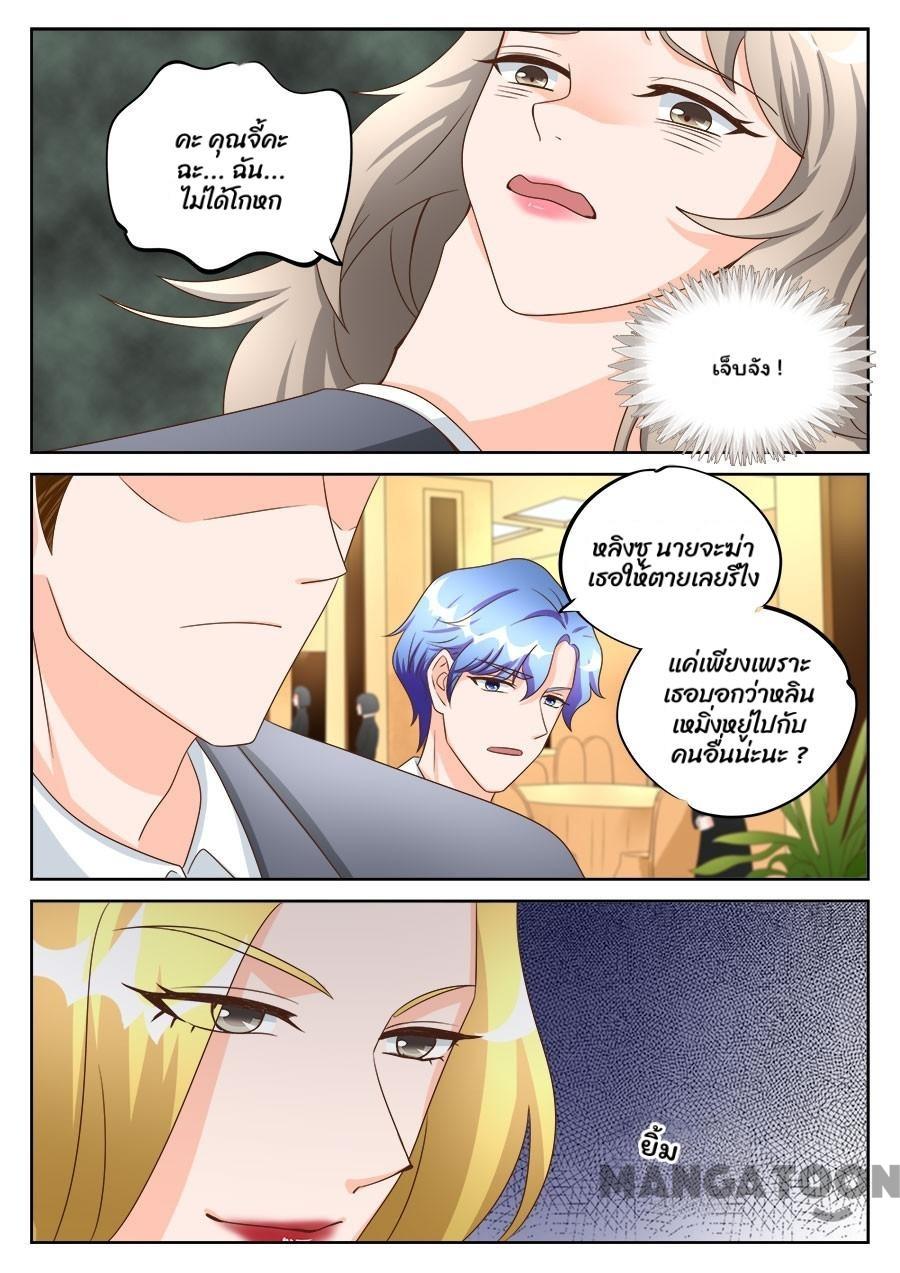 คะ คุณจี้คะ
ฉะ... ฉัน...
ไม่ได้โกหก
เจ็บจัง !
หลิงซู นายจะฆ่า
เธอให้ตายเลยรึไง
แค่เพียงเพราะ
เธอบอกว่าหลิน
เหมิ่งหยู่ไปกับ
คนอื่นน่ะนะ ?
ยิ้ม
MANGATOON